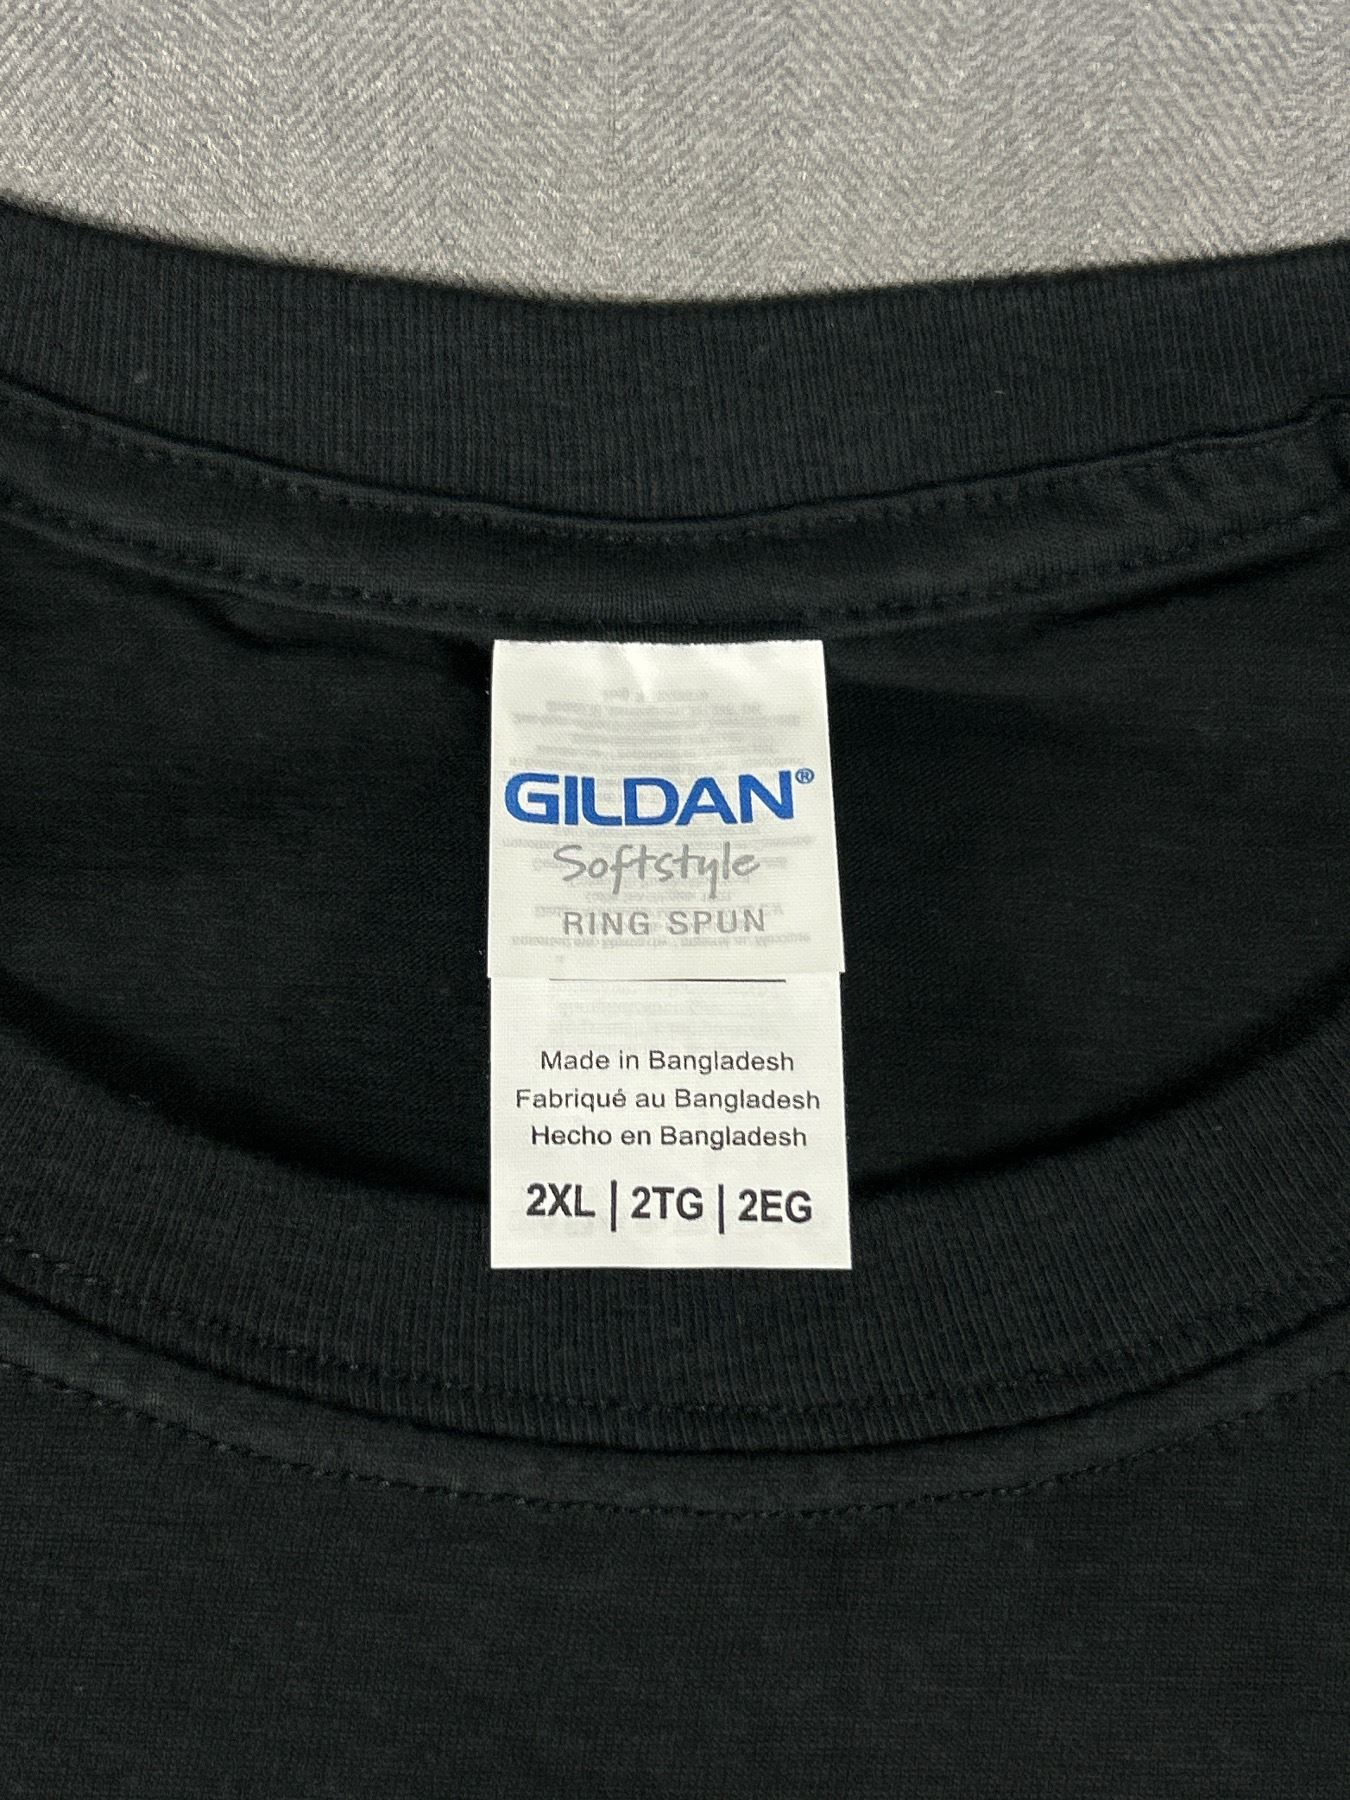 GILDAN®
Softstyle
RING SPUN
Made in Bangladesh
Fabriqué au Bangladesh
Hecho en Bangladesh
2XL | 2TG | 2EG